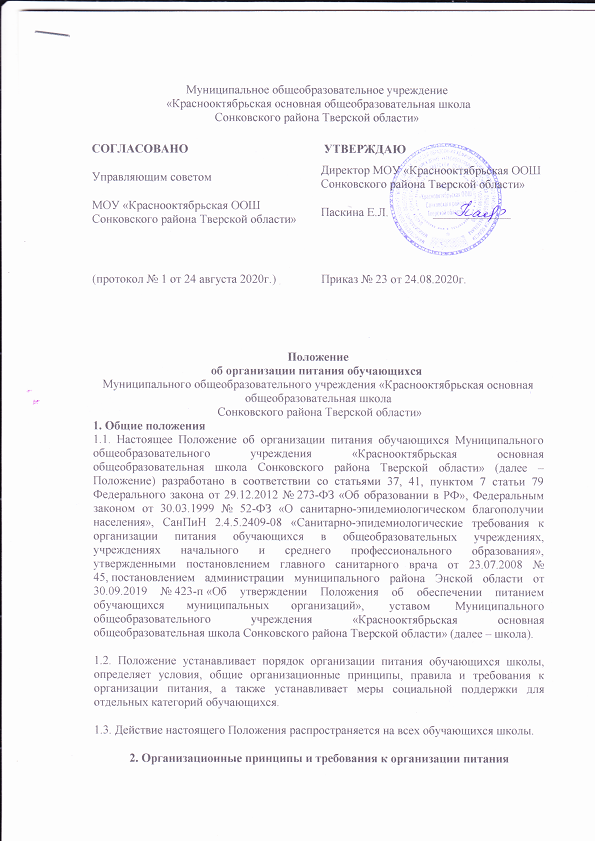 Муниципальное общеобразовательное учреждение
«Краснооктябрьская основная общеобразовательная школа
Сонковского района Тверской области»
СОГЛАСОВАНО
Управляющим советом
МОУ «Краснооктябрьская ООШ
Сонковского района Тверской области»
(протокол № 1 от 24 августа 2020г.)
УТВЕРЖДАЮ
Директор МОУ «Краснооктябрьская ООШ
Сонковского района Тверской области»
Паскина Е.Л.
Приказ № 23 от 24.08.2020г.
Положение
об организации питания обучающихся
Муниципального общеобразовательного учреждения «Краснооктябрьская основная
общеобразовательная школа
Сонковского района Тверской области»
1. Общие положения
1.1. Настоящее Положение об организации питания обучающихся Муниципального
общеобразовательного учреждения «Краснооктябрьская основная
общеобразовательная школа Сонковского района Тверской области» (далее –
Положение) разработано в соответствии со статьями 37, 41, пунктом 7 статьи 79
Федерального закона от 29.12.2012 № 273-ФЗ «Об образовании в РФ», Федеральным
законом от 30.03.1999 № 52-ФЗ «О санитарно-эпидемиологическом благополучии
населения», СанПиН 2.4.5.2409-08 «Санитарно-эпидемиологические требования к
организации питания обучающихся в общеобразовательных учреждениях,
учреждениях начального и среднего профессионального образования»,
утвержденными постановлением главного санитарного врача от 23.07.2008 №
45, постановлением администрации муниципального района Энской области от
30.09.2019 № 423-п «Об утверждении Положения об обеспечении питанием
обучающихся муниципальных организаций», уставом Муниципального
общеобразовательного учреждения «Краснооктябрьская основная
общеобразовательная школа Сонковского района Тверской области» (далее – школа).
1.2. Положение устанавливает порядок организации питания обучающихся школы,
определяет условия, общие организационные принципы, правила и требования к
организации питания, а также устанавливает меры социальной поддержки для
отдельных категорий обучающихся.
1.3. Действие настоящего Положения распространяется на всех обучающихся школы.
2. Организационные принципы и требования к организации питания